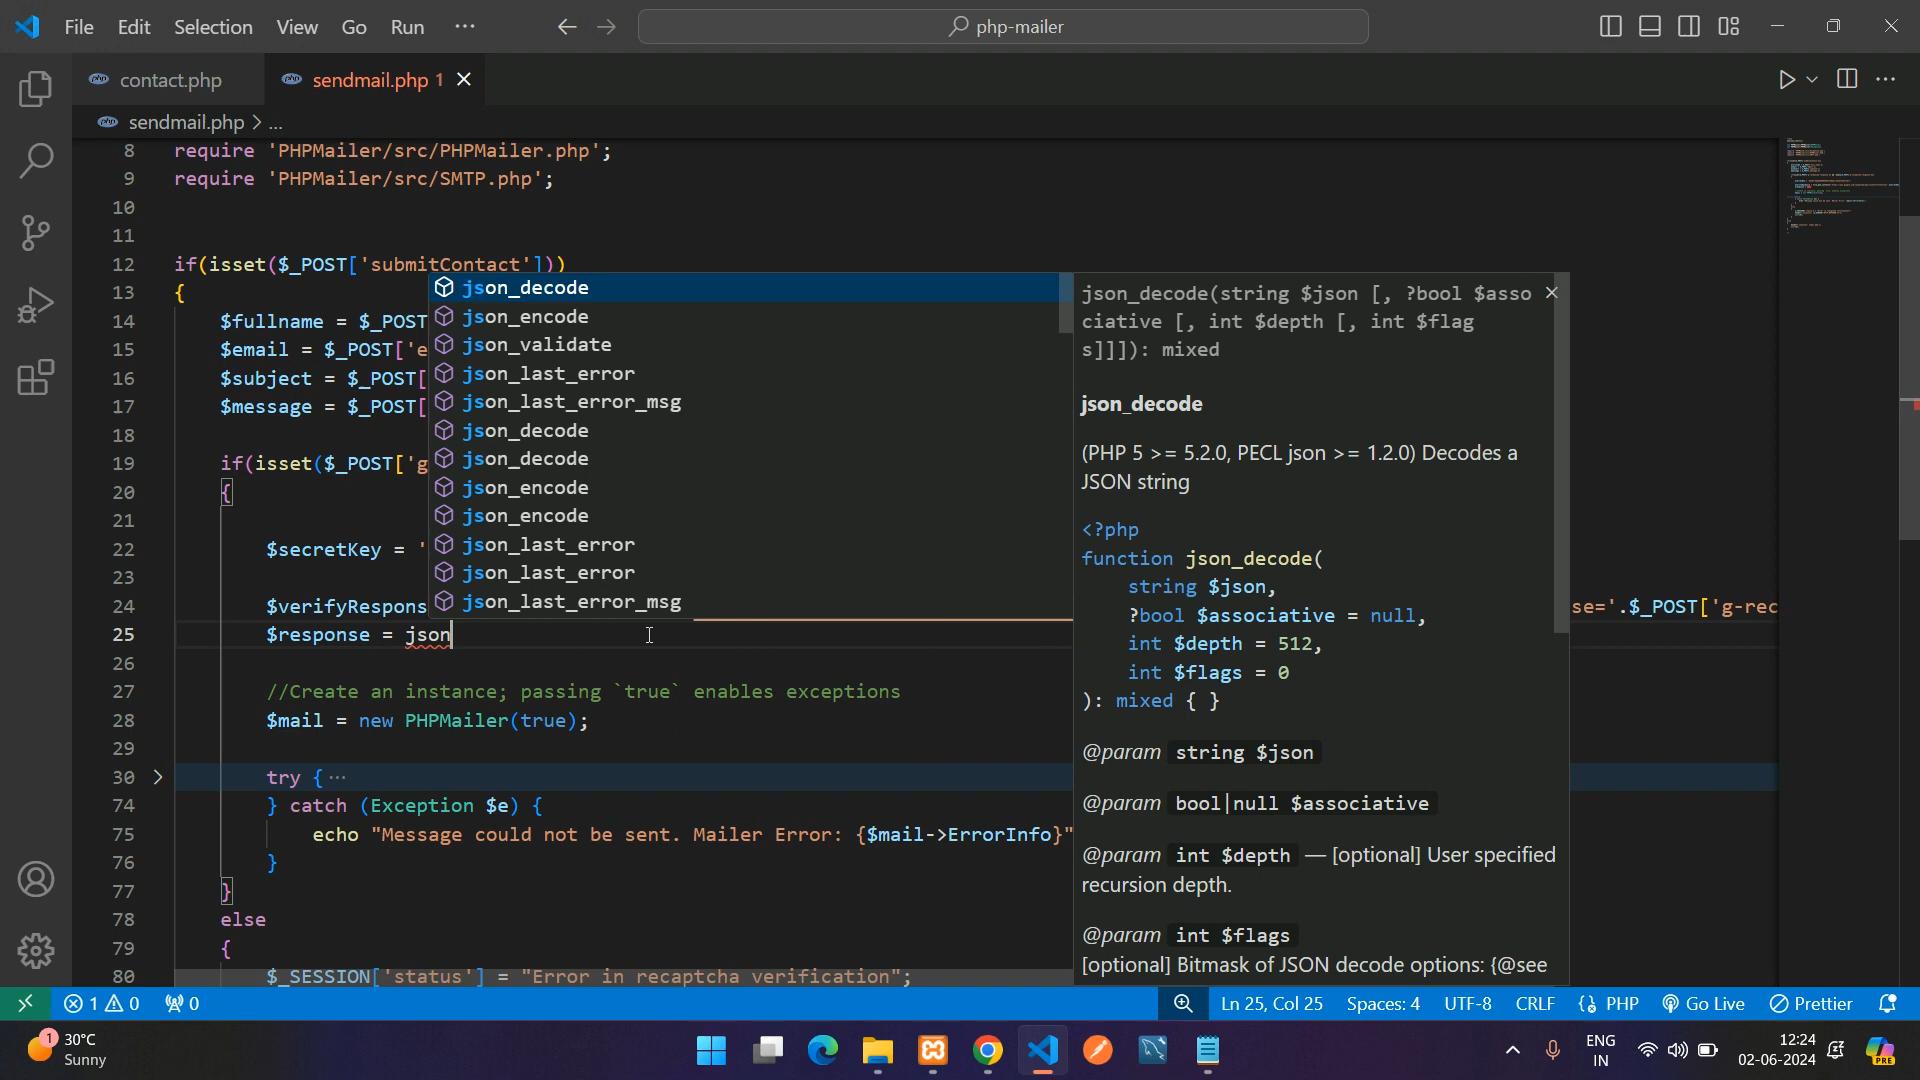 File Edit Selection View Go Run ···
php-mailer
contact.php
sendmail.php 1
sendmail.php > ...
8 require 'PHPMailer/src/PHPMailer.php';
9 require 'PHPMailer/src/SMTP.php';
10
11
12 if(isset($_POST['submitContact']))
13 {
14 $fullname = $_POST
15 $email = $_POST['e
16 $subject = $_POST[
17 $message = $_POST[
18
19 if(isset($_POST['g
20 {
21
22 $secretKey = '
23
24 $verifyRespons se='.$_POST['g-rec
25 $response = json
26
27 //Create an instance; passing `true` enables exceptions
28 $mail = new PHPMailer(true);
29
30 try { ···
74 } catch (Exception $e) {
75 echo "Message could not be sent. Mailer Error: {$mail->ErrorInfo}"
76 }
77 }
78 else
79 {
80 $_SESSION['status'] = "Error in recaptcha verification";
json_decode
json_encode
json_validate
json_last_error
json_last_error_msg
json_decode
json_decode
json_encode
json_encode
json_last_error
json_last_error
json_last_error_msg
json_decode(string $json [, ?bool $asso
ciative [, int $depth [, int $flag
s]]]): mixed
json_decode
(PHP 5 >= 5.2.0, PECL json >= 1.2.0) Decodes a
JSON string
<?php
function json_decode(
string $json,
?bool $associative = null,
int $depth = 512,
int $flags = 0
): mixed { }
@param string $json
@param bool|null $associative
@param int $depth — [optional] User specified
recursion depth.
@param int $flags
[optional] Bitmask of JSON decode options: {@see
1 0 0 Ln 25, Col 25 Spaces: 4 UTF-8 CRLF {} PHP Go Live Prettier
1 30°C
Sunny
ENG
IN
12:24
02-06-2024
PRE